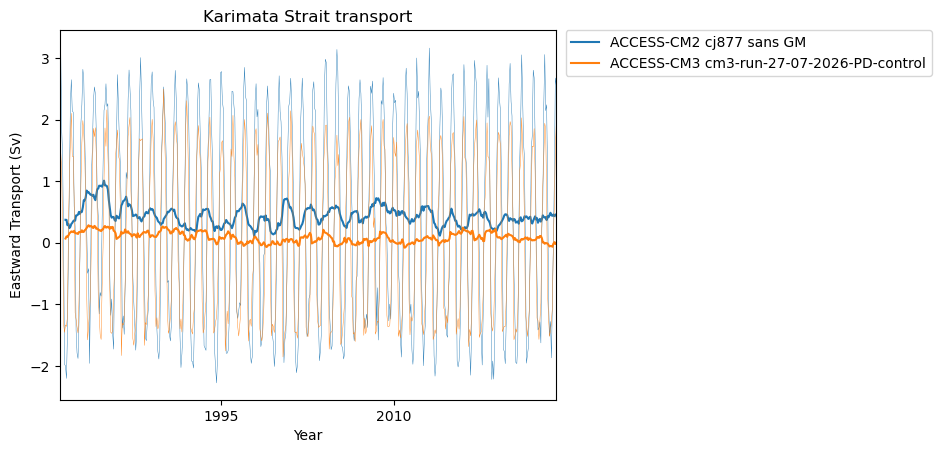 Karimata Strait transport
ACCESS-CM2 cj877 sans GM
ACCESS-CM3 cm3-run-27-07-2026-PD-control
Eastward Transport (Sv)
3
2
1
0
−1
−2
1995
2010
Year